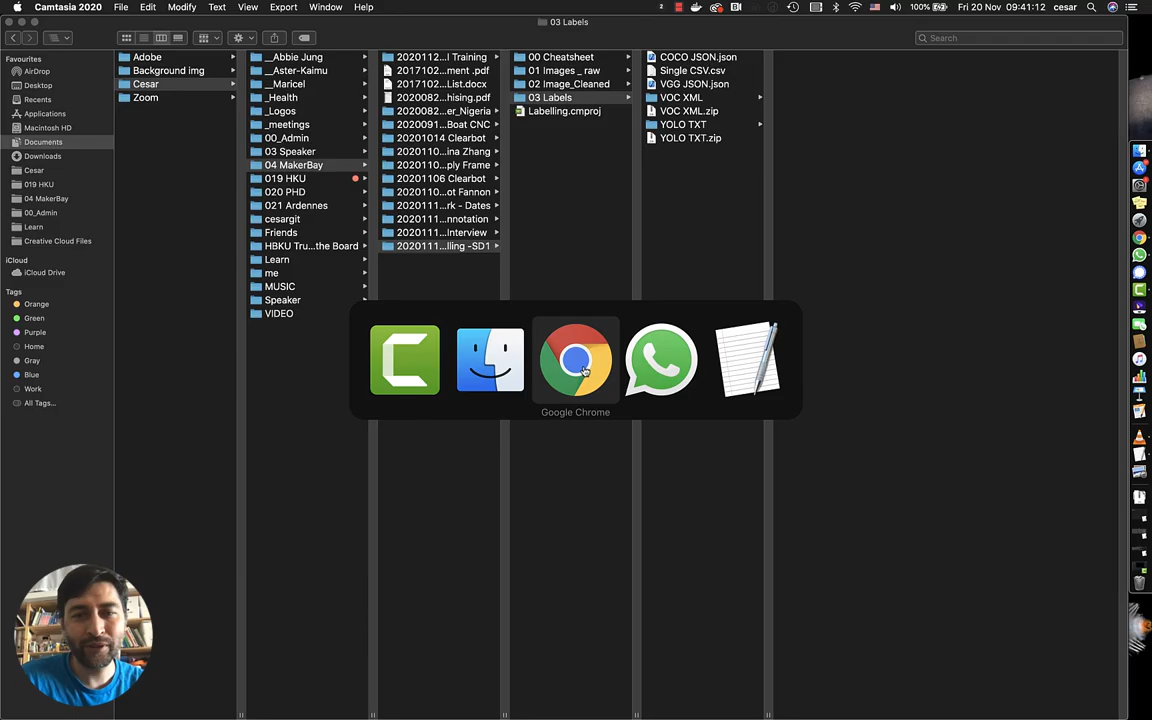 Camtasia 2020 File Edit Modify Text View Export Window Help 2 100% Fri 20 Nov 09:41:12 cesar
03 Labels
Search
Favourites
AirDrop
Desktop
Recents
Applications
Macintosh HD
Documents
Downloads
Cesar
019 HKU
04 MakerBay
00_Admin
Learn
Creative Cloud Files
iCloud
iCloud Drive
Tags
Orange
Green
Purple
Home
Gray
Blue
Work
All Tags...
Adobe
Background img
Cesar
Zoom
__Abbie Jung
__Aster-Kaimu
__Maricel
_Health
_Logos
_meetings
00_Admin
03 Speaker
04 MakerBay
019 HKU
020 PHD
021 Ardennes
cesargit
Friends
HBKU Tru...the Board
Learn
me
MUSIC
Speaker
VIDEO
2020112...l Training
2017102...ment .pdf
2017102...List.docx
2020082...hising.pdf
202008...er_Nigeria
202009...Boat CNC
20201014 Clearbot
2020110...ina Zhang
2020110...ply Frame
20201106 Clearbot
2020110...ot Fannon
2020111...rk - Dates
2020111...nnotation
2020111...Interview
2020111...lling -SD1
00 Cheatsheet
01 Images _ raw
02 Image_Cleaned
03 Labels
Labelling.cmproj
COCO JSON.json
Single CSV.csv
VGG JSON.json
VOC XML
VOC XML.zip
YOLO TXT
YOLO TXT.zip
Google Chrome